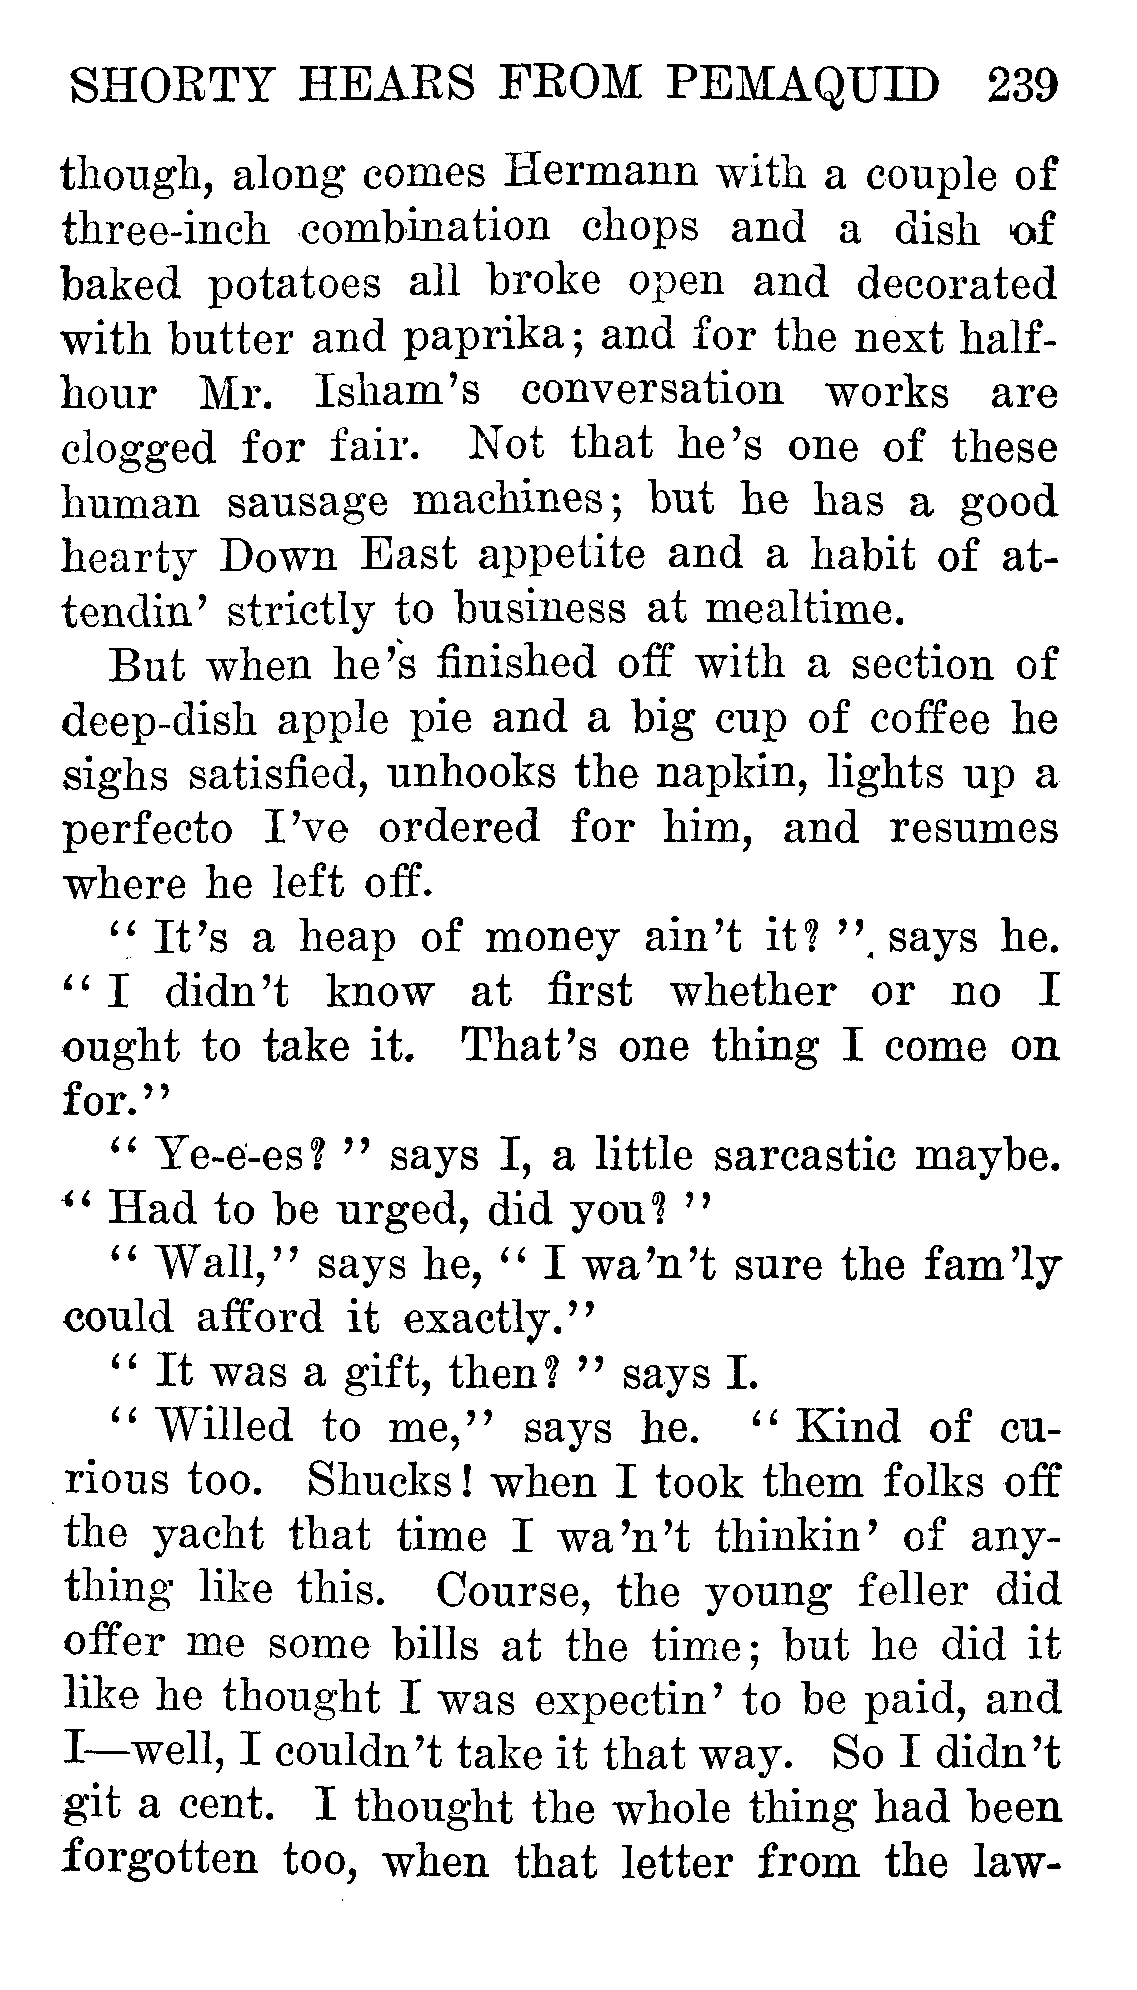 SHORTY HEARS FROM PEMAQUID 239
though, along comes Hermann with a couple of
three-inch combination chops and a dish of
baked potatoes all broke open and decorated
with butter and paprika; and for the next half-
hour Mr. Isham's conversation works are
clogged for fair. Not that he's one of these
human sausage machines; but he has a good
hearty Down East appetite and a habit of at-
tendin' strictly to business at mealtime.
But when he's finished off with a section of
deep-dish apple pie and a big cup of coffee he
sighs satisfied, unhooks the napkin, lights up a
perfecto I've ordered for him, and resumes
where he left off.
"It's a heap of money ain't it?" says he.
"I didn't know at first whether or no I
ought to take it. That's one thing I come on
for."
"Ye-e-es?" says I, a little sarcastic maybe.
"Had to be urged, did you?"
"Wall," says he, "I wa'n't sure the fam'ly
could afford it exactly."
"It was a gift, then?" says I.
"Willed to me," says he. "Kind of cu-
rious too. Shucks! when I took them folks off
the yacht that time I wa'n't thinkin' of any-
thing like this. Course, the young feller did
offer me some bills at the time; but he did it
like he thought I was expectin' to be paid, and
I—well, I couldn't take it that way. So I didn't
git a cent. I thought the whole thing had been
forgotten too, when that letter from the law-